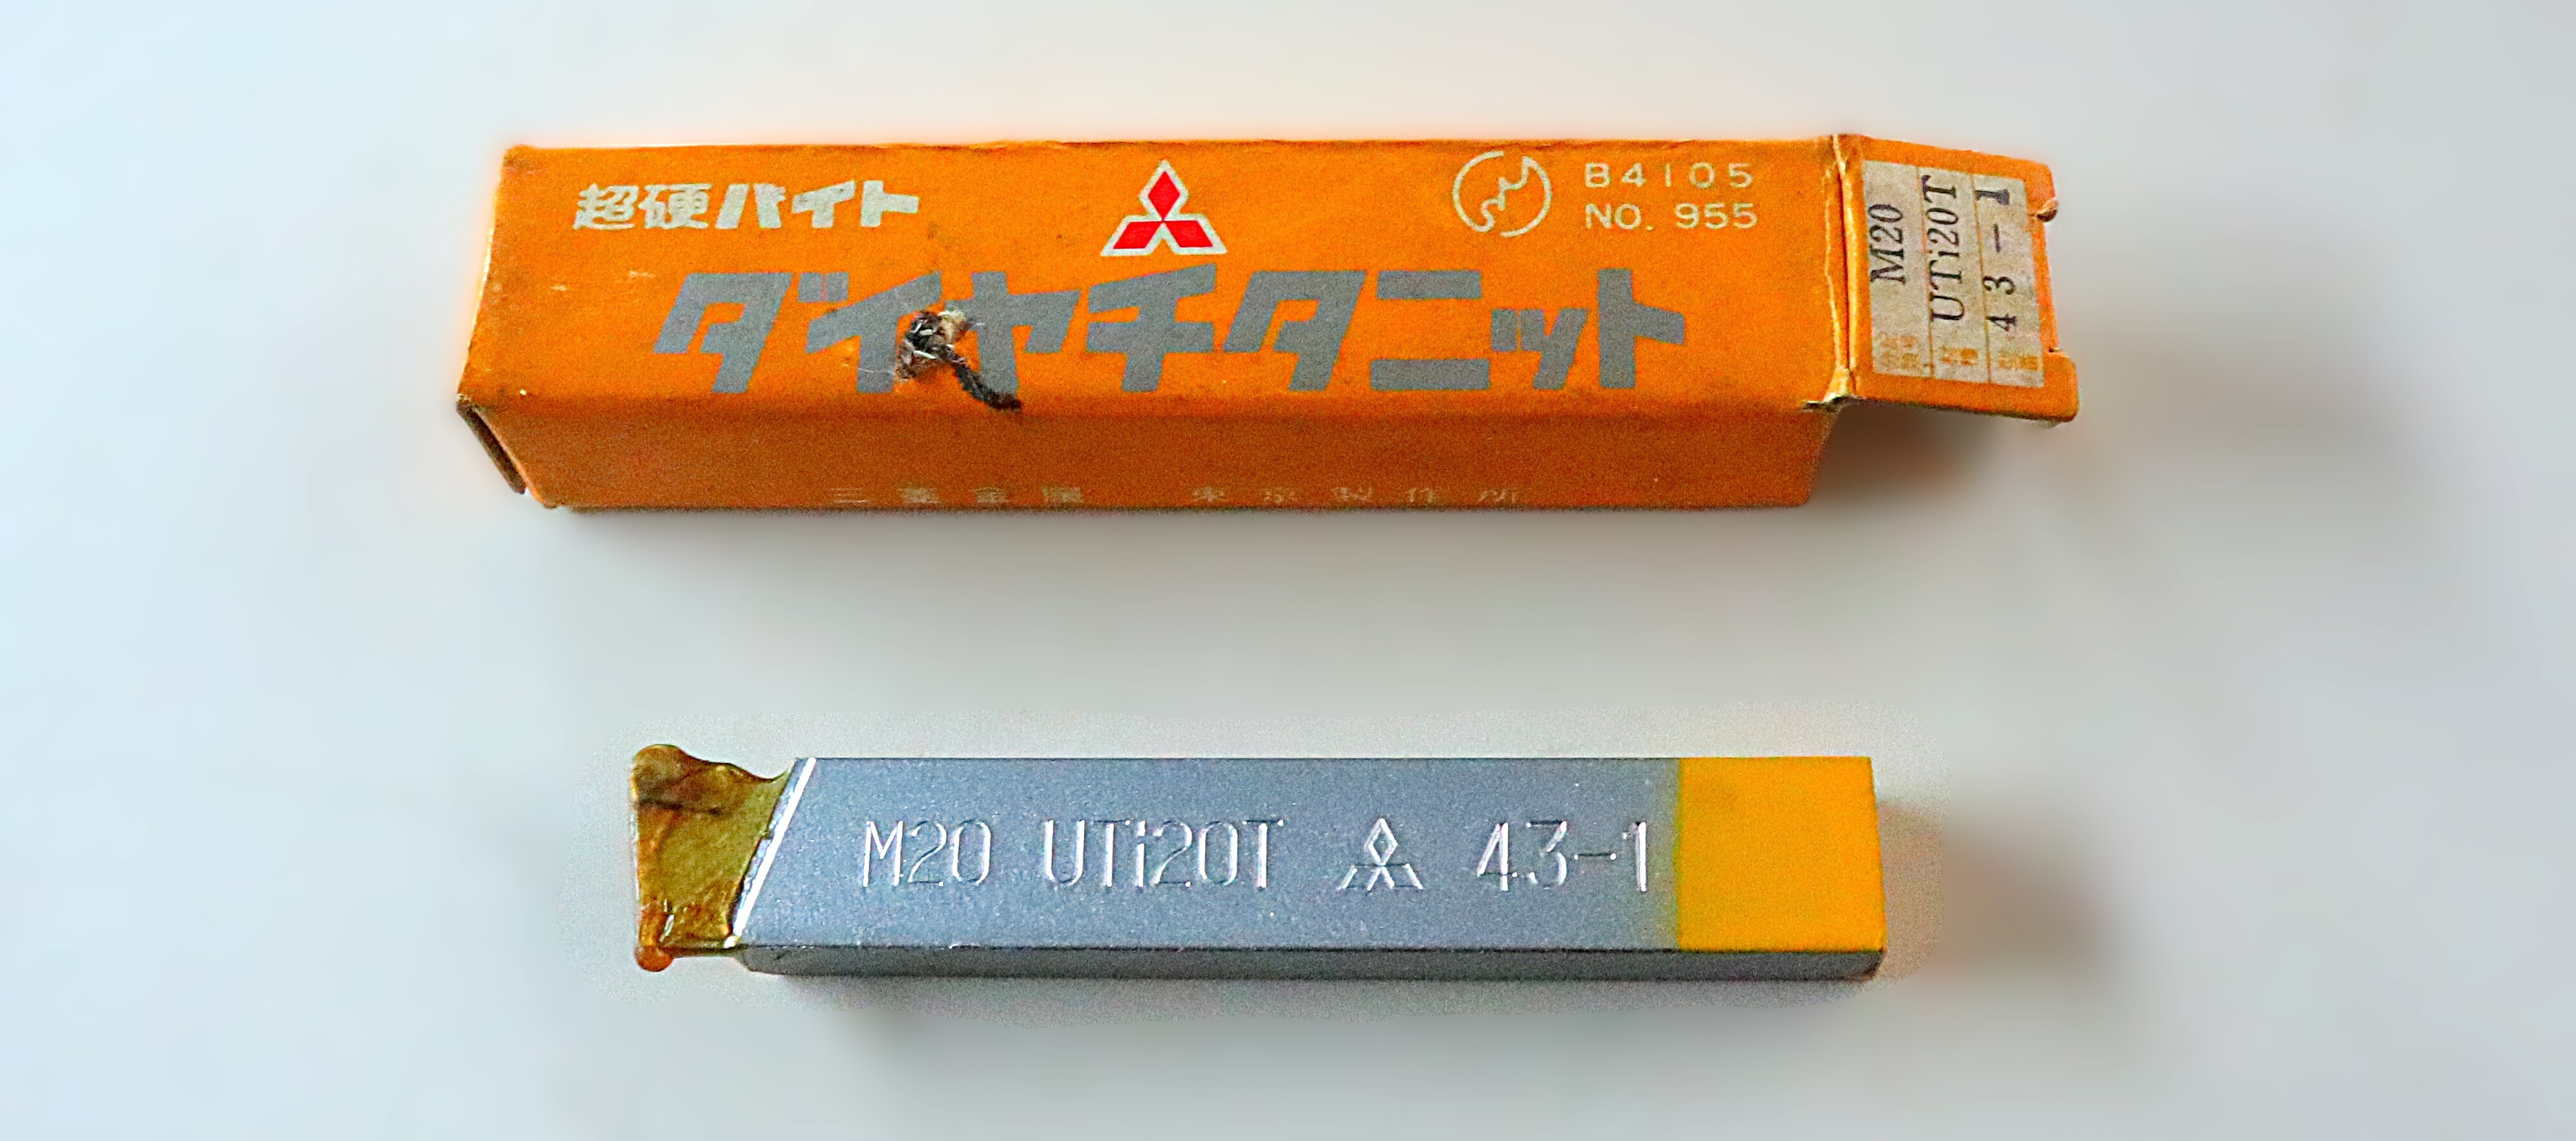 超硬バイト
B4105
NO. 955
ダイヤチタニット
三菱金属 東京製作所
M20
UTi20T
43-1
M20 UTi20T 43-1